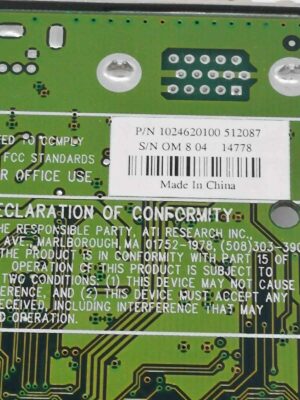 P/N 1024620100 512087
S/N OM 8 04 14778
Made In China
TED TO COMPLY
FCC STANDARDS
R OFFICE USE
ECLARATION OF CONFORMITY
HE RESPONSIBLE PARTY, ATI RESEARCH INC.,
AVE., MARLBOROUGH, MA 01752-1978, (508)303-390
THE PRODUCT IS IN CONFORMITY WITH PART 15 OF
OPERATION OF THIS PRODUCT IS SUBJECT TO
TWO CONDITIONS: (1) THIS DEVICE MAY NOT CAUSE
ERENCE, AND (2) THIS DEVICE MUST ACCEPT ANY
ECEIVED, INCLUDING INTERFERENCE THAT MAY
D OPERATION.